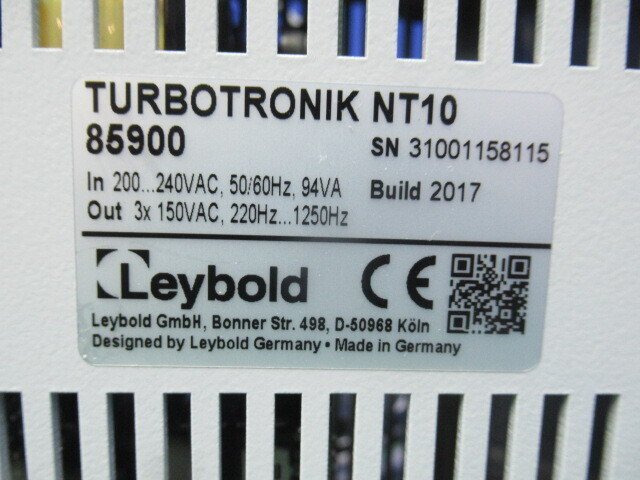 TURBOTRONIK NT10
85900 SN 31001158115
In 200...240VAC, 50/60Hz, 94VA Build 2017
Out 3x 150VAC, 220Hz...1250Hz
Leybold CE
Leybold GmbH, Bonner Str. 498, D-50968 Köln
Designed by Leybold Germany • Made in Germany